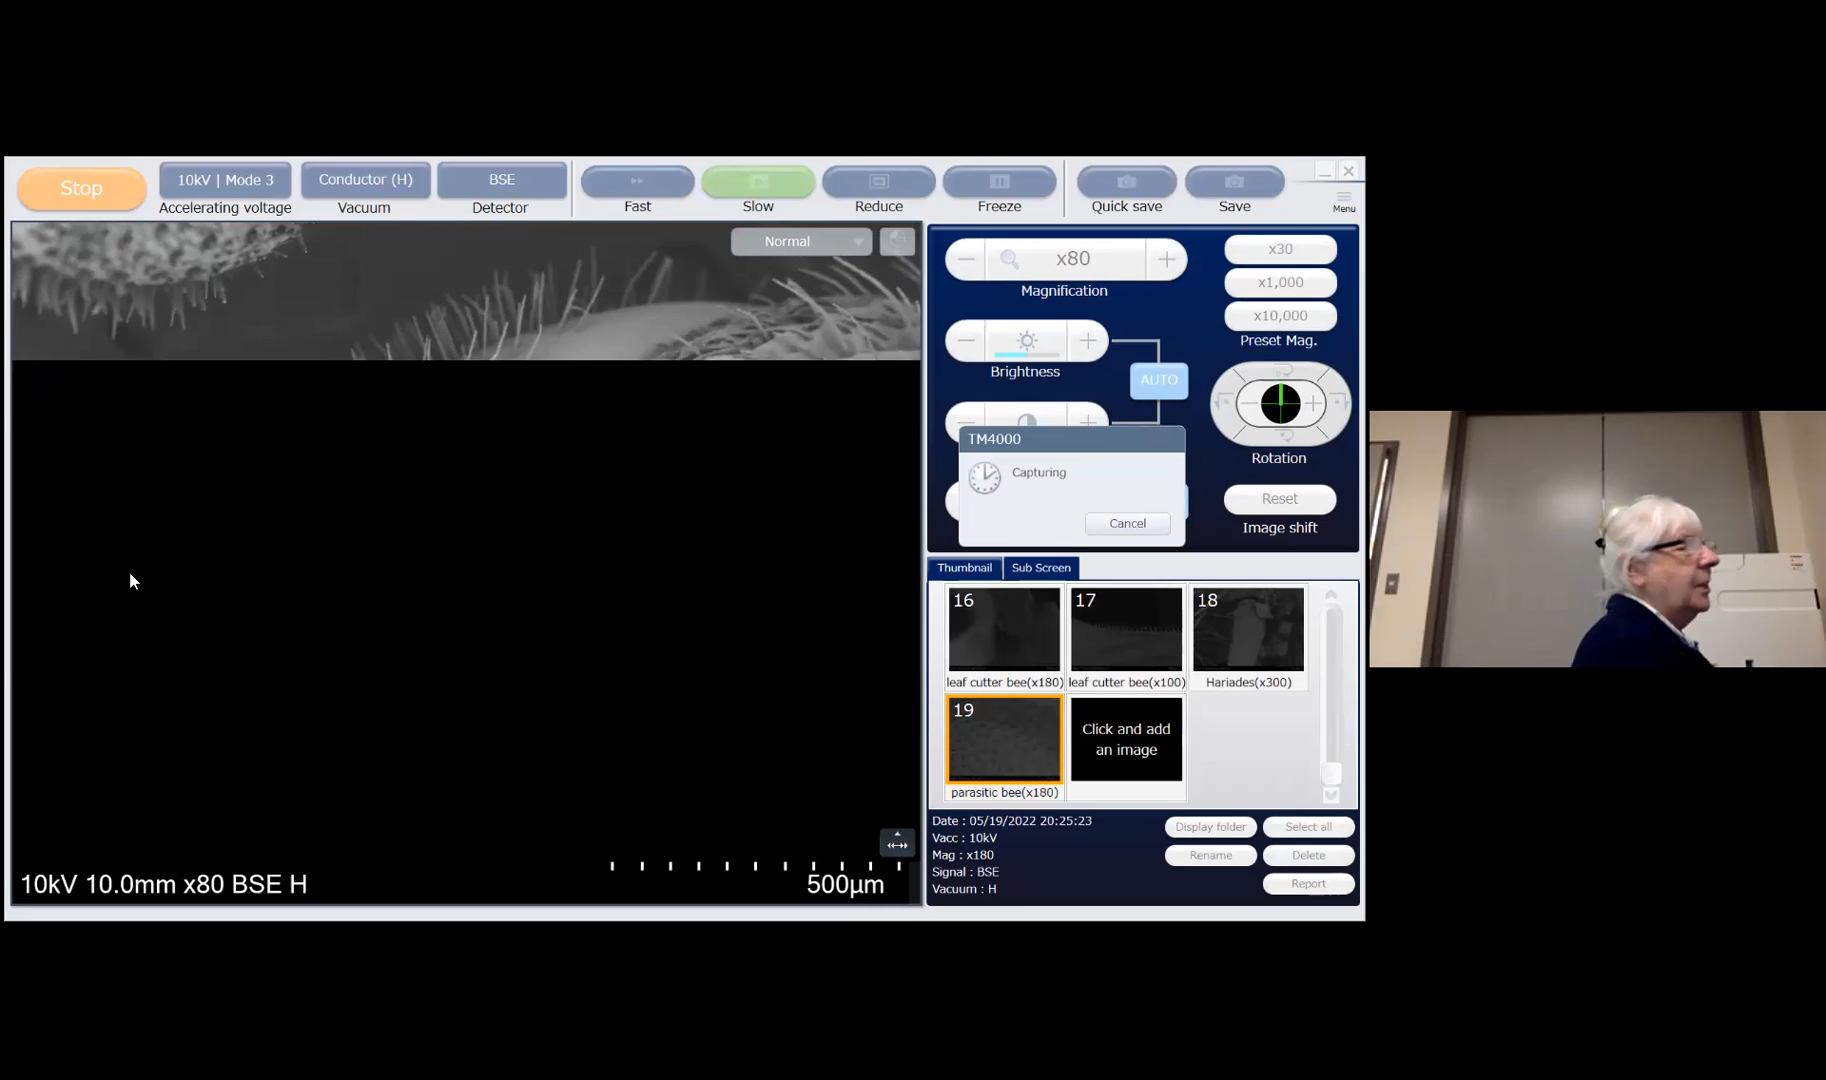 Stop
10kV | Mode 3
Accelerating voltage
Conductor (H)
Vacuum
BSE
Detector
Fast
Slow
Reduce
Freeze
Quick save
Save
Menu
Normal
x80
Magnification
x30
x1,000
x10,000
Preset Mag.
Brightness
AUTO
TM4000
Capturing
Cancel
Rotation
Reset
Image shift
Thumbnail
Sub Screen
16
17
18
leaf cutter bee(x180)
leaf cutter bee(x100)
Hariades(x300)
19
Click and add
an image
parasitic bee(x180)
Date : 05/19/2022 20:25:23
Vacc : 10kV
Mag : x180
Signal : BSE
Vacuum : H
Display folder
Select all
Rename
Delete
Report
10kV 10.0mm x80 BSE H
500µm